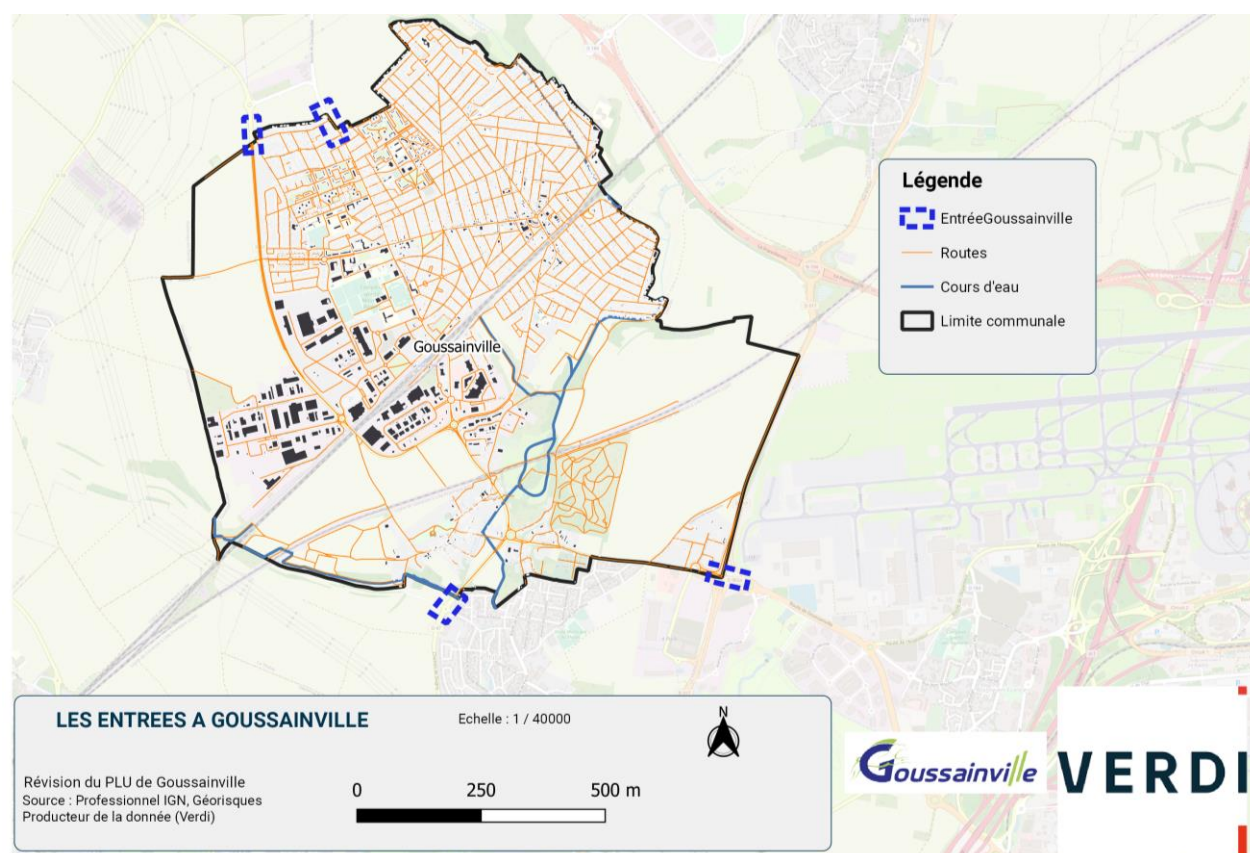 Goussainville
Légende
EntréeGoussainville
Routes
Cours d'eau
Limite communale
LES ENTREES A GOUSSAINVILLE
Echelle : 1 / 40000
N
Révision du PLU de Goussainville
Source : Professionnel IGN, Géorisques
Producteur de la donnée (Verdi)
0 250 500 m
Goussainville
VERDI